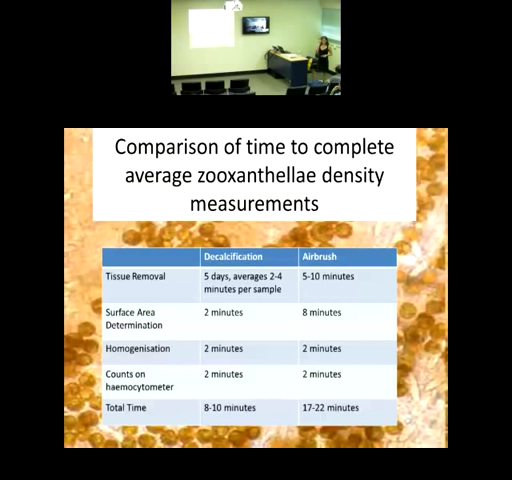 Comparison of time to complete
average zooxanthellae density
measurements
Decalcification Airbrush
Tissue Removal 5 days, averages 2-4 minutes per sample 5-10 minutes
Surface Area Determination 2 minutes 8 minutes
Homogenisation 2 minutes 2 minutes
Counts on haemocytometer 2 minutes 2 minutes
Total Time 8-10 minutes 17-22 minutes